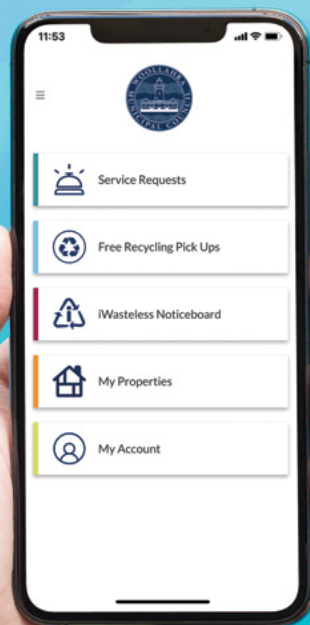 11:53
WOOLLAHRA
MUNICIPAL COUNCIL
Service Requests
Free Recycling Pick Ups
iWasteless Noticeboard
My Properties
My Account